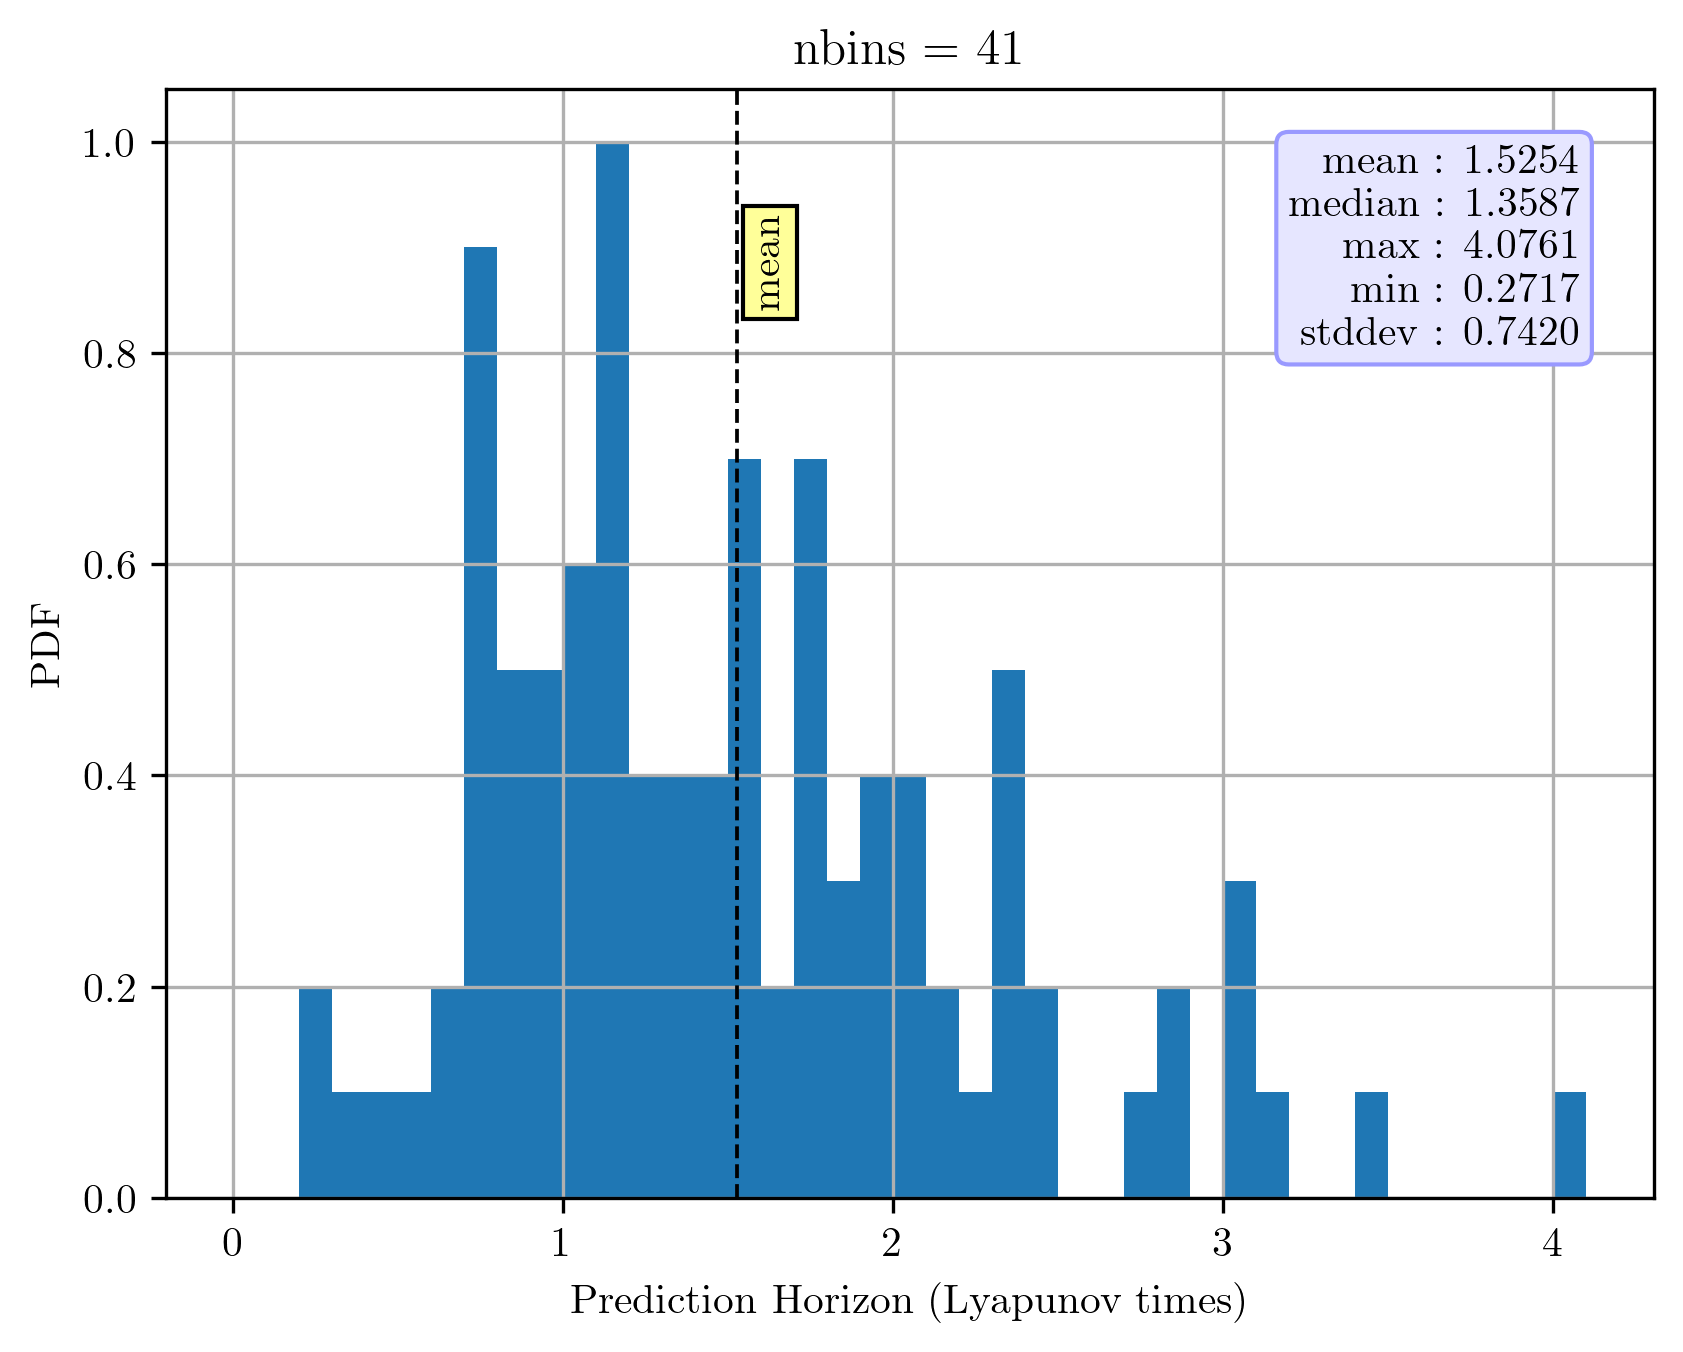 nbins = 41
mean : 1.5254
median : 1.3587
max : 4.0761
min : 0.2717
stddev : 0.7420
mean
PDF
1.0
0.8
0.6
0.4
0.2
0.0
0 1 2 3 4
Prediction Horizon (Lyapunov times)